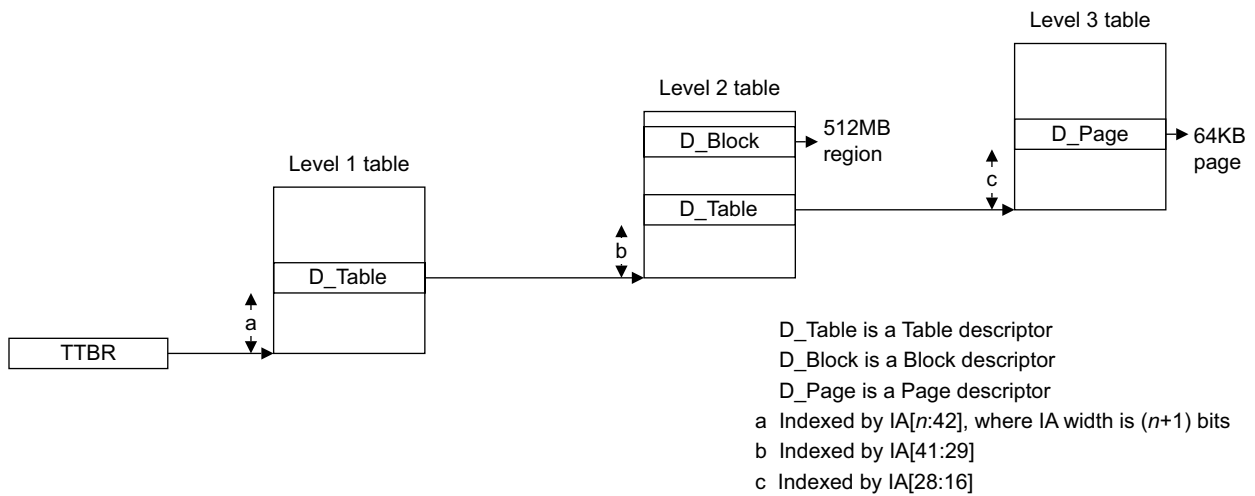 Level 3 table
Level 2 table
D_Block
512MB
region
D_Page
64KB
page
Level 1 table
c
D_Table
b
D_Table
a
TTBR
D_Table is a Table descriptor
D_Block is a Block descriptor
D_Page is a Page descriptor
a Indexed by IA[n:42], where IA width is (n+1) bits
b Indexed by IA[41:29]
c Indexed by IA[28:16]